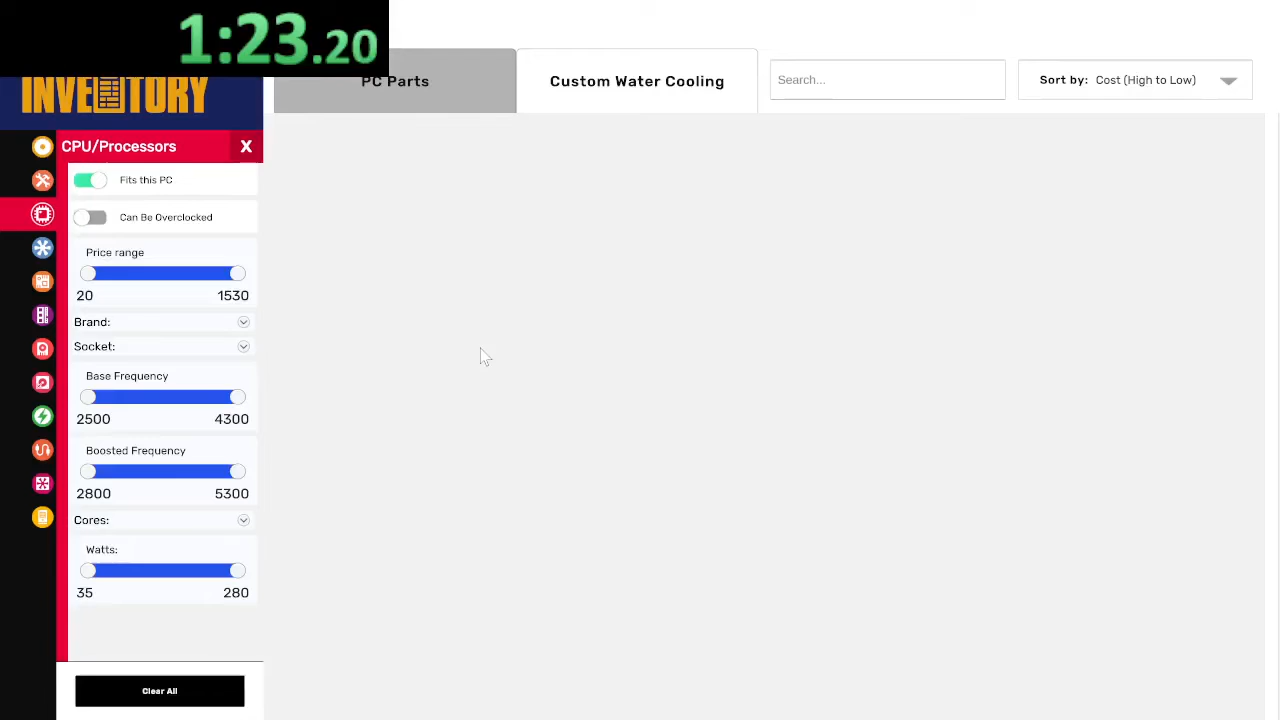 1:23.20
INVENTORY
PC Parts
Custom Water Cooling
Search...
Sort by: Cost (High to Low)
CPU/Processors X
Fits this PC
Can Be Overclocked
Price range
20 1530
Brand:
Socket:
Base Frequency
2500 4300
Boosted Frequency
2800 5300
Cores:
Watts:
35 280
Clear All